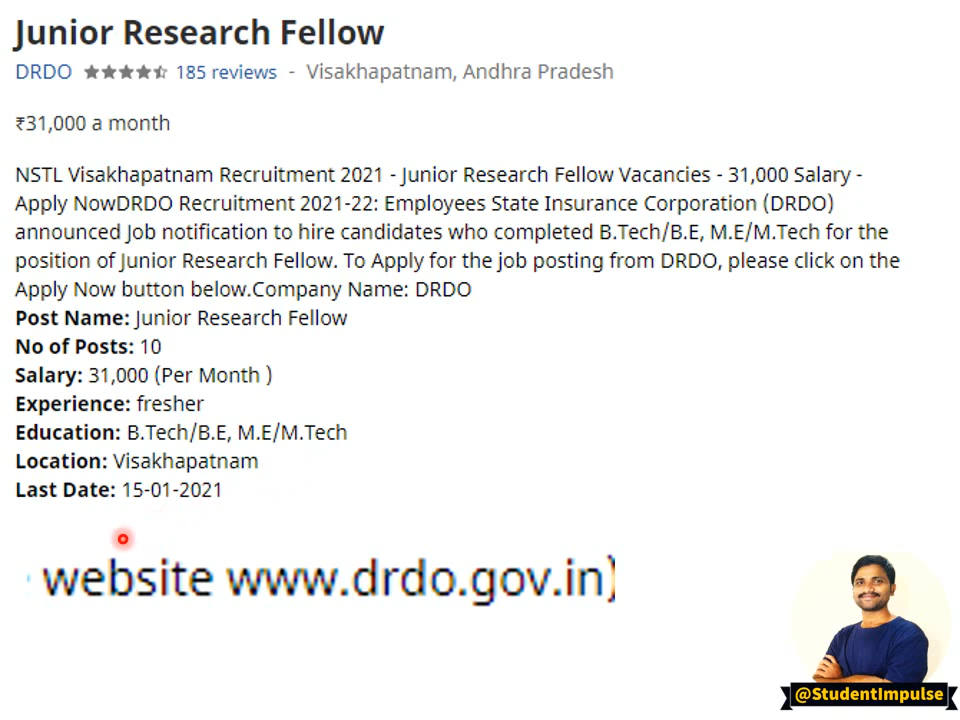 Junior Research Fellow
DRDO 185 reviews - Visakhapatnam, Andhra Pradesh
₹31,000 a month
NSTL Visakhapatnam Recruitment 2021 - Junior Research Fellow Vacancies - 31,000 Salary -
Apply NowDRDO Recruitment 2021-22: Employees State Insurance Corporation (DRDO)
announced Job notification to hire candidates who completed B.Tech/B.E, M.E/M.Tech for the
position of Junior Research Fellow. To Apply for the job posting from DRDO, please click on the
Apply Now button below.Company Name: DRDO
Post Name: Junior Research Fellow
No of Posts: 10
Salary: 31,000 (Per Month )
Experience: fresher
Education: B.Tech/B.E, M.E/M.Tech
Location: Visakhapatnam
Last Date: 15-01-2021
website www.drdo.gov.in)
@StudentImpulse